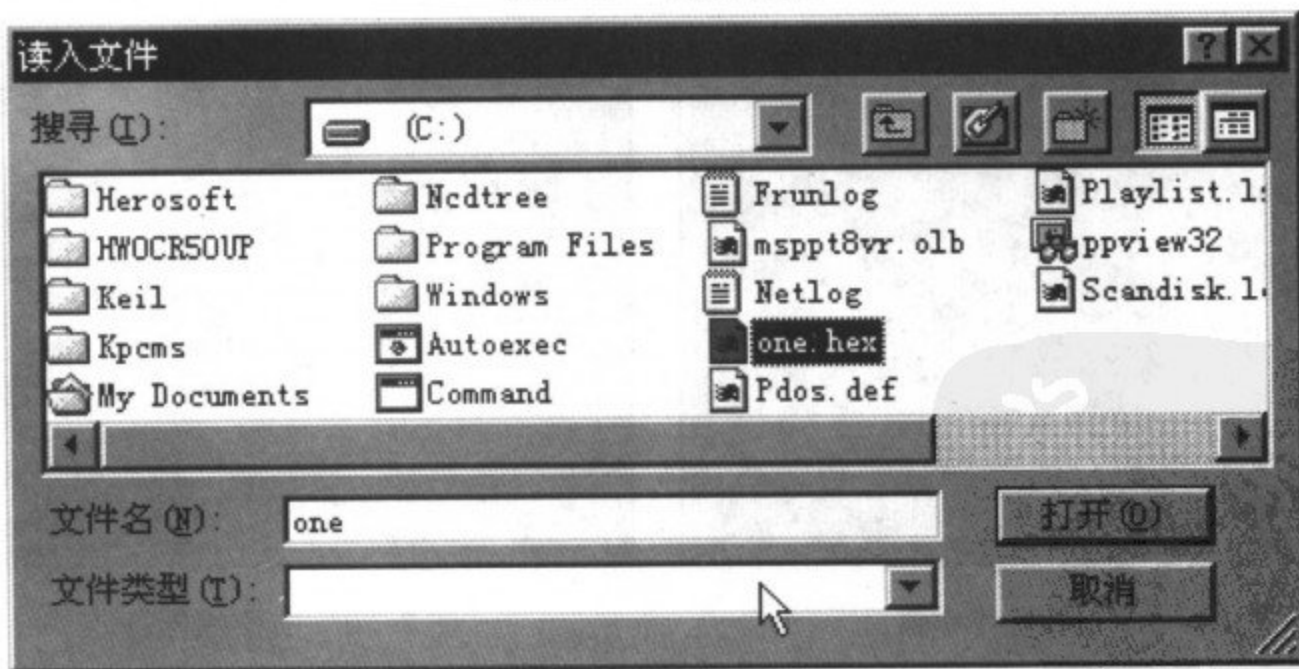 读入文件
搜寻(I):
(C:)
Herosoft
HWOCR50UP
Keil
Kpcms
My Documents
Ncdtree
Program Files
Windows
Autoexec
Command
Frunlog
msppt8vr.olb
Netlog
one.hex
Pdos.def
Playlist.l
ppview32
Scandisk.l
文件名(N):
one
打开(O)
文件类型(T):
取消